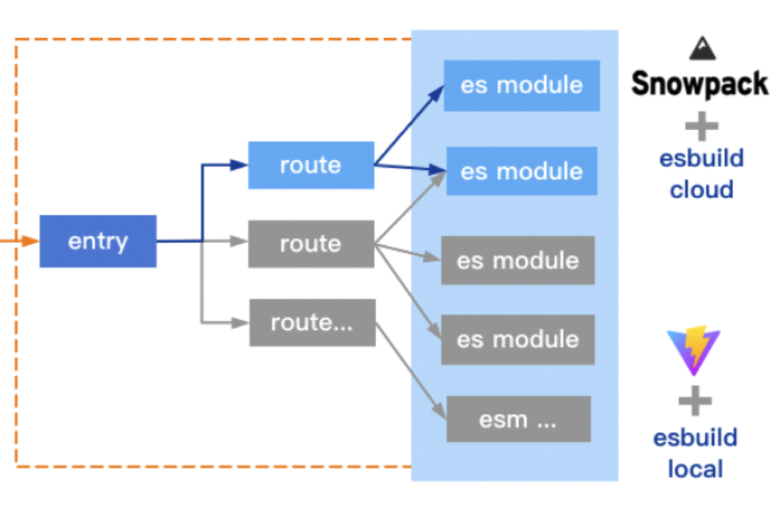 entry
route
route
route...
es module
es module
es module
es module
esm ...
Snowpack
esbuild
cloud
esbuild
local